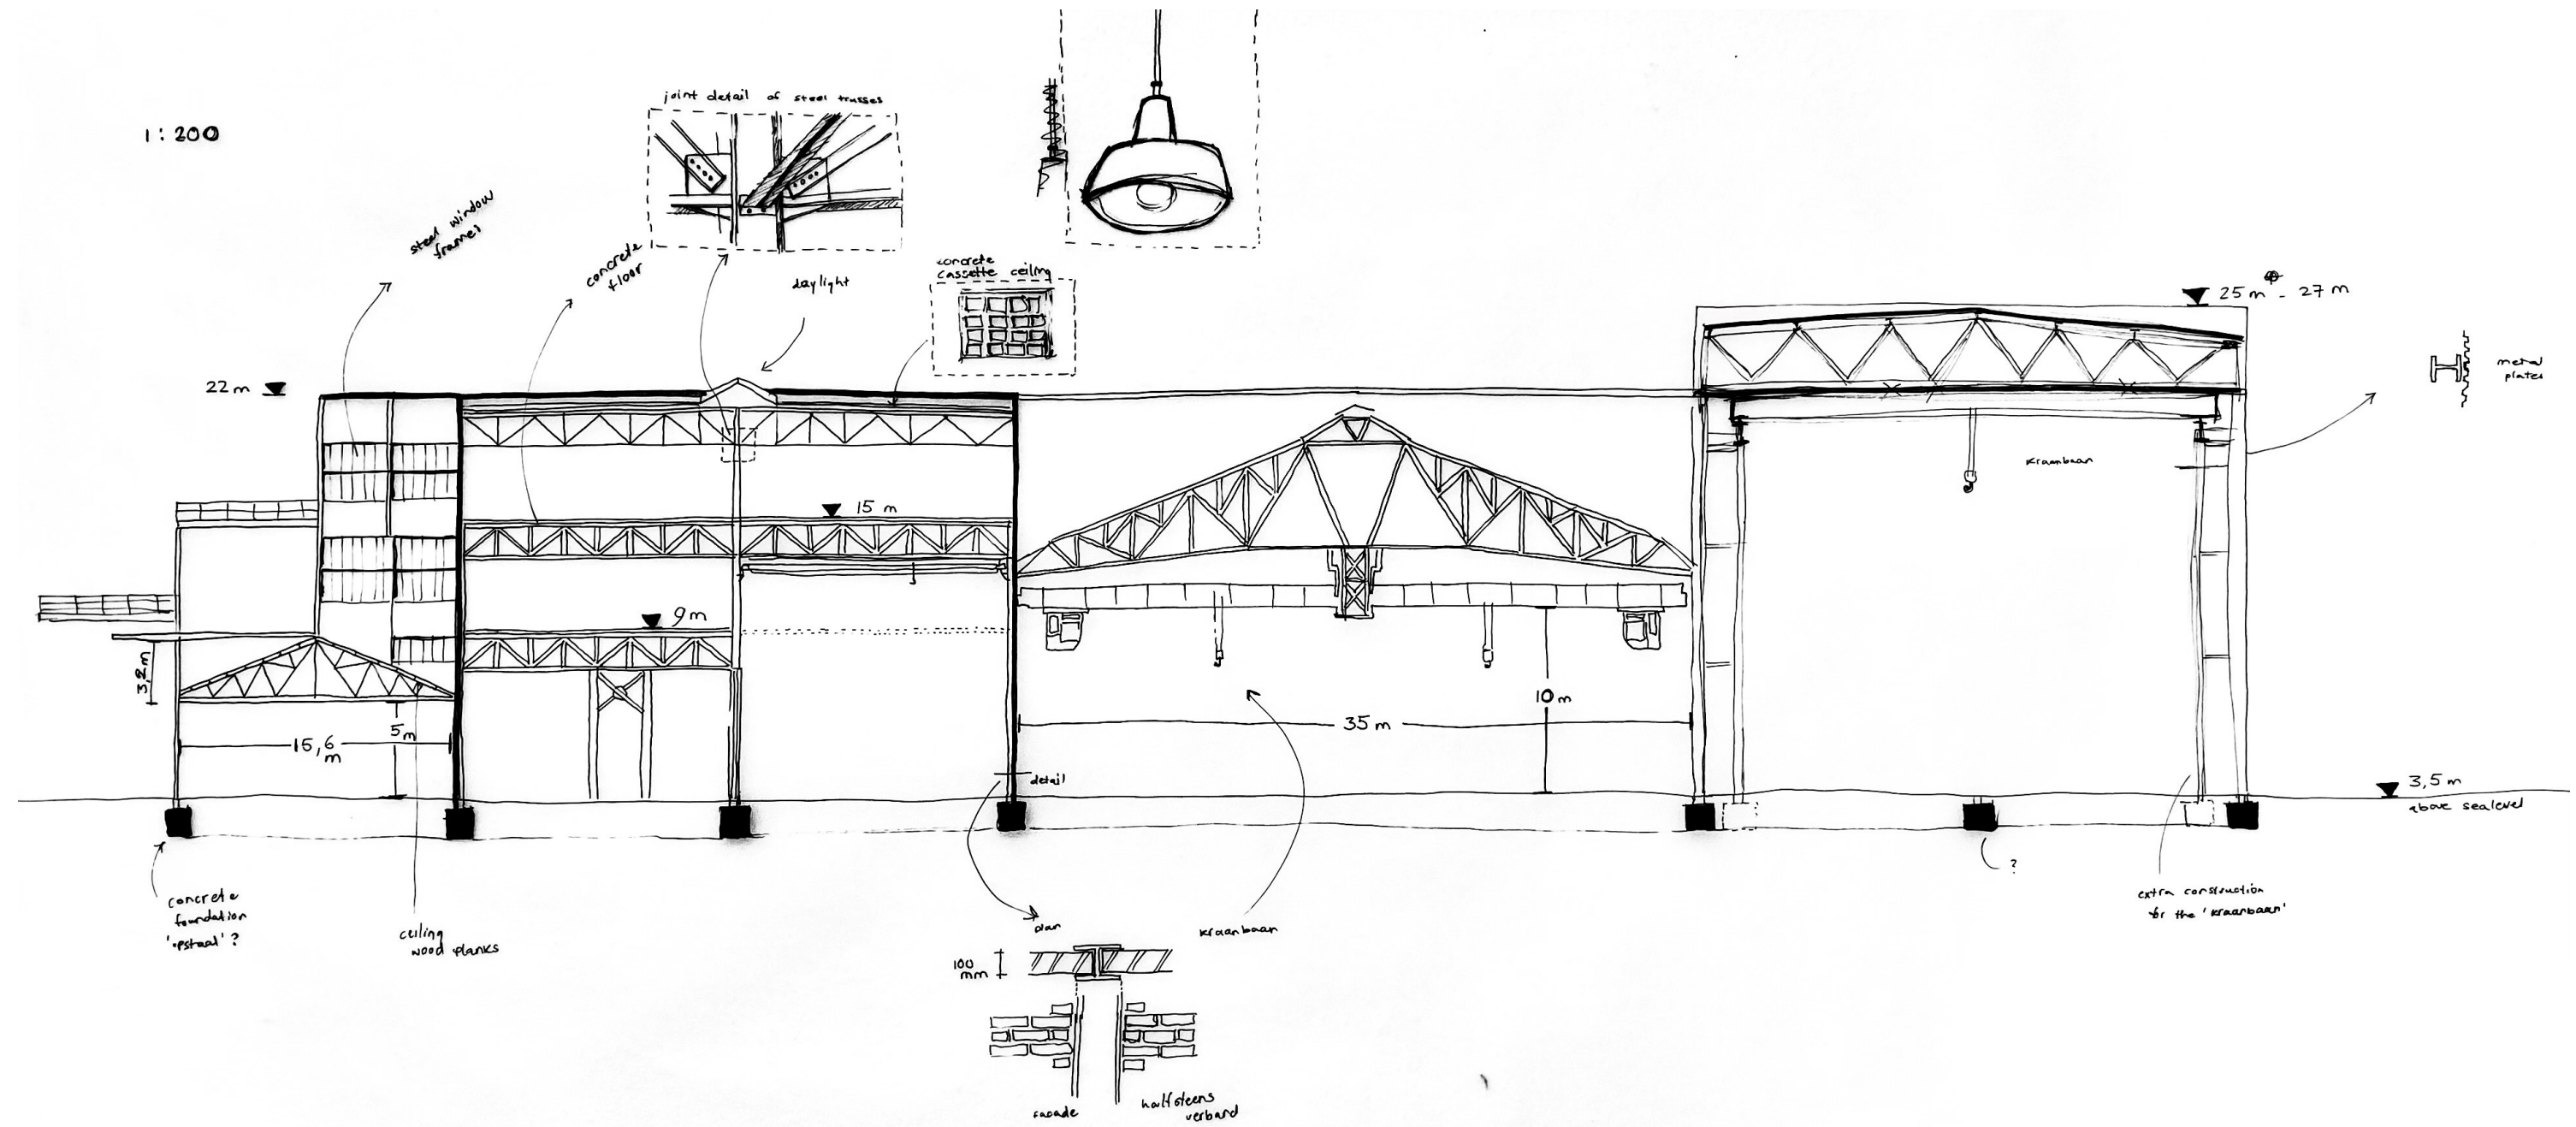 joint detail of steel trusses
1 : 200
steel window
frames
concrete
floor
daylight
concrete
cassette ceiling
25 m - 27 m
metal
plates
22 m
15 m
kraanbaan
9 m
3,2 m
5 m
15,6
m
10 m
35 m
detail
3,5 m
above sealevel
?
concrete
foundation
'opstaal' ?
ceiling
wood planks
plan
kraanbaan
extra construction
for the 'kraanbaan'
100
mm
facade
halfsteens
verband